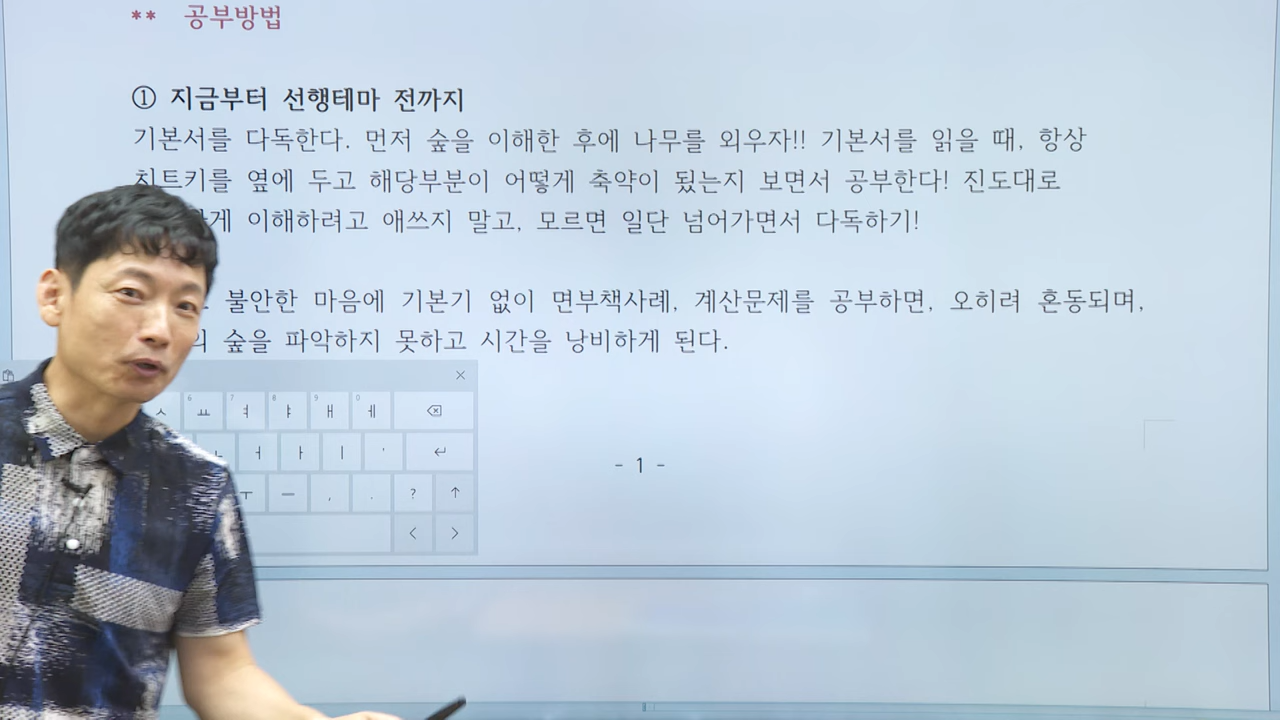 ** 공부방법
① 지금부터 선행테마 전까지
기본서를 다독한다. 먼저 숲을 이해한 후에 나무를 외우자!! 기본서를 읽을 때, 항상
치트키를 옆에 두고 해당부분이 어떻게 축약이 됬는지 보면서 공부한다! 진도대로
이해하려고 애쓰지 말고, 모르면 일단 넘어가면서 다독하기!
불안한 마음에 기본기 없이 면부책사례, 계산문제를 공부하면, 오히려 혼동되며,
숲을 파악하지 못하고 시간을 낭비하게 된다.
ㅅ 6 ㅛ 7 ㅕ 8 ㅑ 9 ㅐ 0 ㅔ
ㅓ ㅏ ㅣ '
ㅜ ㅡ , . ? ↑
< >
- 1 -